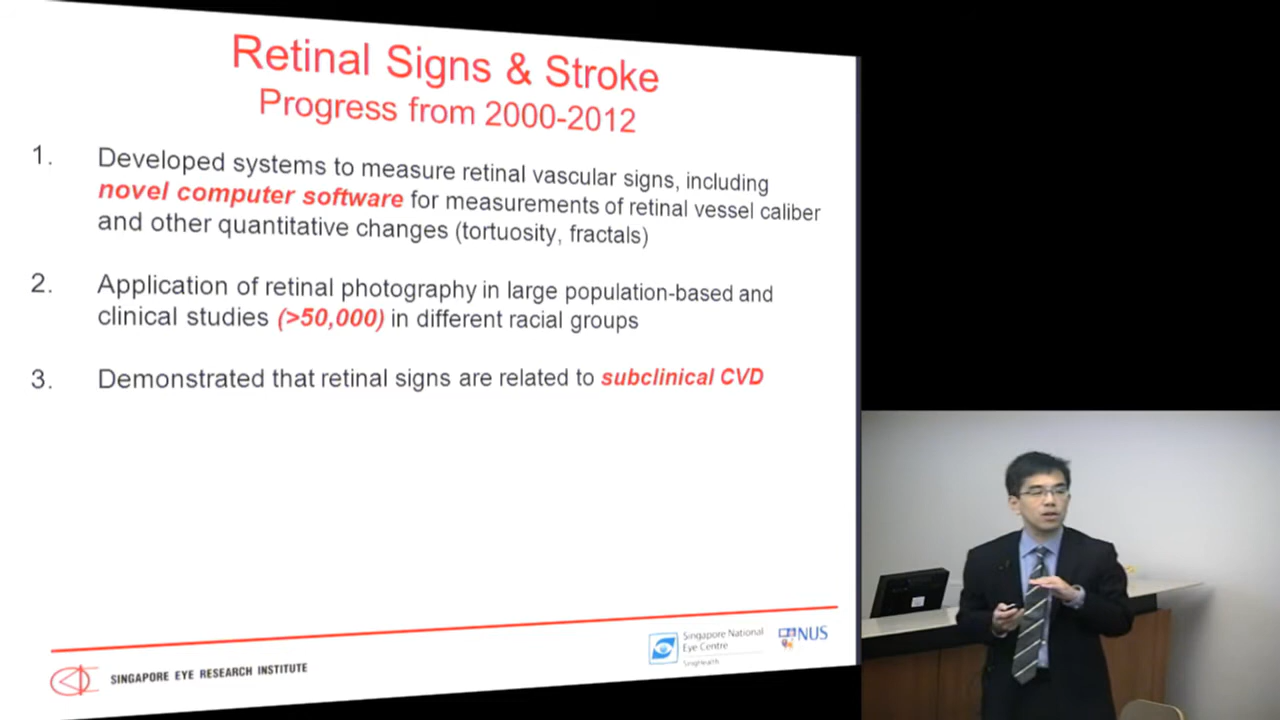 Retinal Signs & Stroke
Progress from 2000-2012
1. Developed systems to measure retinal vascular signs, including
novel computer software for measurements of retinal vessel caliber
and other quantitative changes (tortuosity, fractals)
2. Application of retinal photography in large population-based and
clinical studies (>50,000) in different racial groups
3. Demonstrated that retinal signs are related to subclinical CVD
SINGAPORE EYE RESEARCH INSTITUTE
Singapore National
Eye Centre
SingHealth
NUS